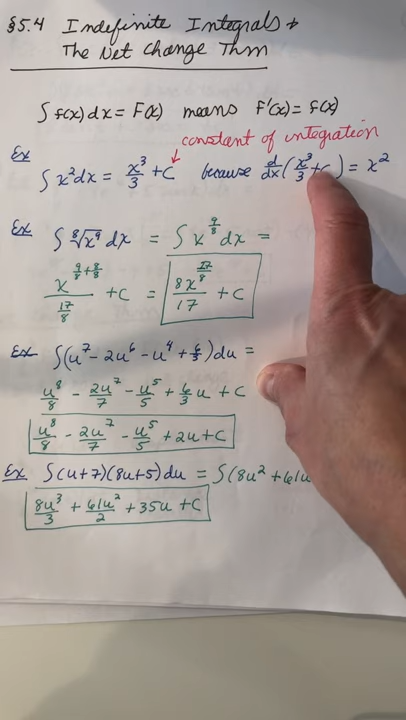 §5.4 Indefinite Integrals +
The Net Change Thm
∫ f(x) dx = F(x) means F'(x) = f(x)
constant of integration
Ex ∫ x² dx = x³/3 + C because d/dx (x³/3 + C) = x²
Ex ∫ ⁸√x⁹ dx = ∫ x^(9/8) dx =
x^(9/8 + 8/8) / (17/8) + C = 8x^(17/8) / 17 + C
Ex ∫(u⁷ - 2u⁶ - u⁴ + 6/3) du =
u⁸/8 - 2u⁷/7 - u⁵/5 + 6/3 u + C
u⁸/8 - 2u⁷/7 - u⁵/5 + 2u + C
Ex ∫(u+7)(8u+5) du = ∫(8u² + 61u
8u³/3 + 61u²/2 + 35u + C